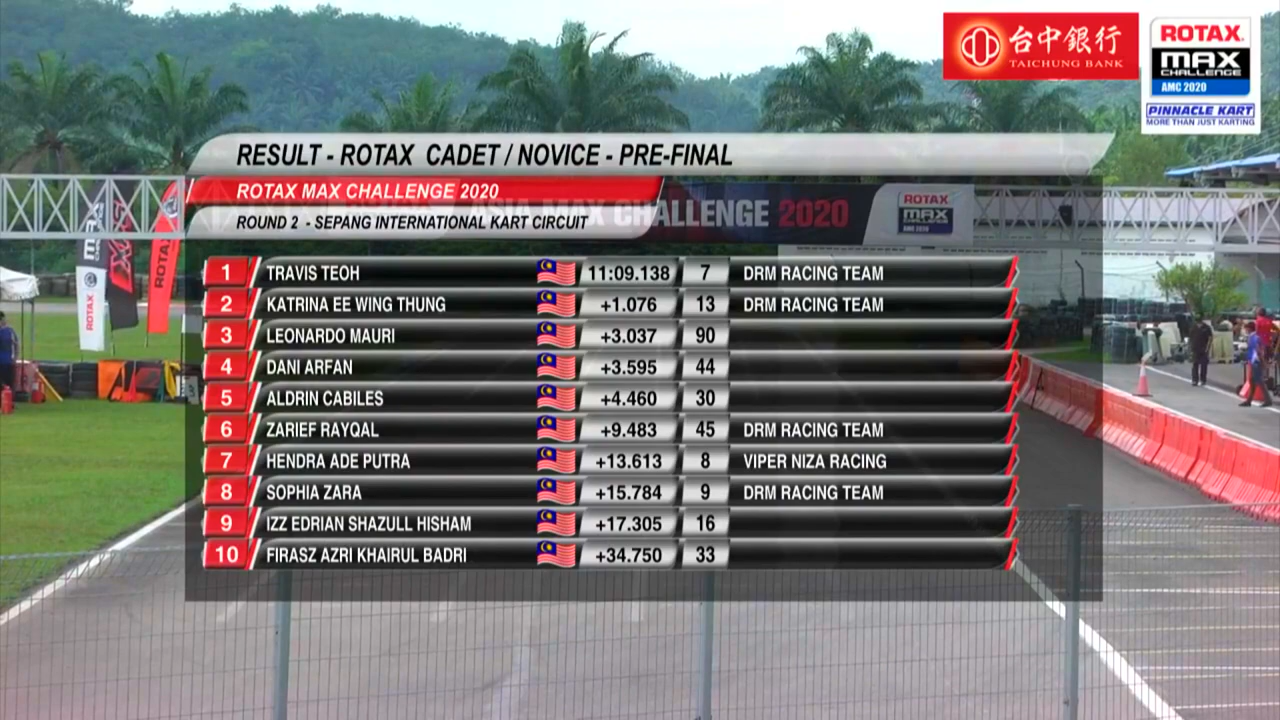 台中銀行
TAICHUNG BANK
ROTAX
MAX
CHALLENGE
AMC 2020
PINNACLE KART
MORE THAN JUST KARTING
RESULT - ROTAX CADET / NOVICE - PRE-FINAL
ROTAX MAX CHALLENGE 2020
ROUND 2 - SEPANG INTERNATIONAL KART CIRCUIT
ASIA MAX CHALLENGE 2020
ROTAX
MAX
CHALLENGE
AMC 2020
ROTAX
ROTAX
1 TRAVIS TEOH 11:09.138 7 DRM RACING TEAM
2 KATRINA EE WING THUNG +1.076 13 DRM RACING TEAM
3 LEONARDO MAURI +3.037 90
4 DANI ARFAN +3.595 44
5 ALDRIN CABILES +4.460 30
6 ZARIEF RAYQAL +9.483 45 DRM RACING TEAM
7 HENDRA ADE PUTRA +13.613 8 VIPER NIZA RACING
8 SOPHIA ZARA +15.784 9 DRM RACING TEAM
9 IZZ EDRIAN SHAZULL HISHAM +17.305 16
10 FIRASZ AZRI KHAIRUL BADRI +34.750 33